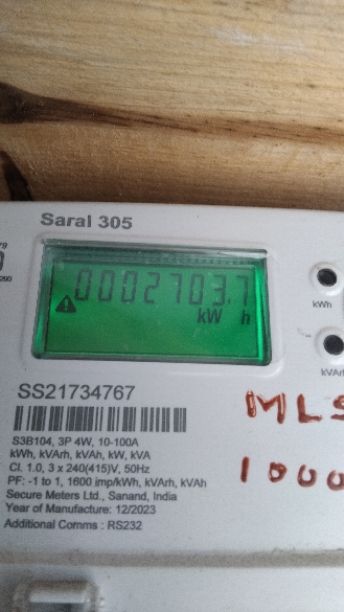 Saral 305
0002703.7
kW h
kWh
kVArh
SS21734767
MLS
1000
S3B104, 3P 4W, 10-100A
kWh, kVArh, kVAh, kW, kVA
Cl. 1.0, 3 x 240(415)V, 50Hz
PF: -1 to 1, 1600 imp/kWh, kVArh, kVAh
Secure Meters Ltd., Sanand, India
Year of Manufacture: 12/2023
Additional Comms : RS232